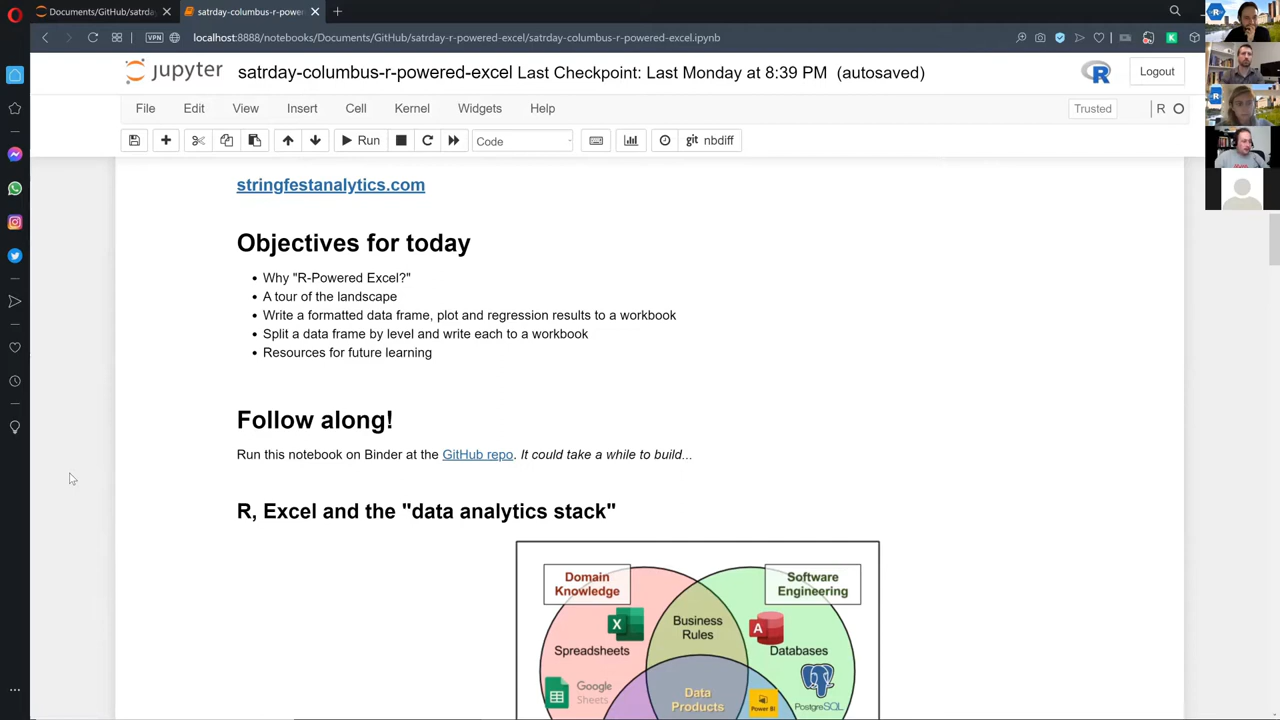 Documents/GitHub/satrday
satrday-columbus-r-power
VPN
localhost:8888/notebooks/Documents/GitHub/satrday-r-powered-excel/satrday-columbus-r-powered-excel.ipynb
jupyter
satrday-columbus-r-powered-excel Last Checkpoint: Last Monday at 8:39 PM (autosaved)
R
Logout
File Edit View Insert Cell Kernel Widgets Help
Trusted
R
Run
Code
git nbdiff
stringfestanalytics.com
Objectives for today
• Why "R-Powered Excel?"
• A tour of the landscape
• Write a formatted data frame, plot and regression results to a workbook
• Split a data frame by level and write each to a workbook
• Resources for future learning
Follow along!
Run this notebook on Binder at the GitHub repo. It could take a while to build...
R, Excel and the "data analytics stack"
Domain
Knowledge
Software
Engineering
Business
Rules
X
A
Spreadsheets
Databases
Google
Sheets
Data
Products
Power BI
PostgreSQL